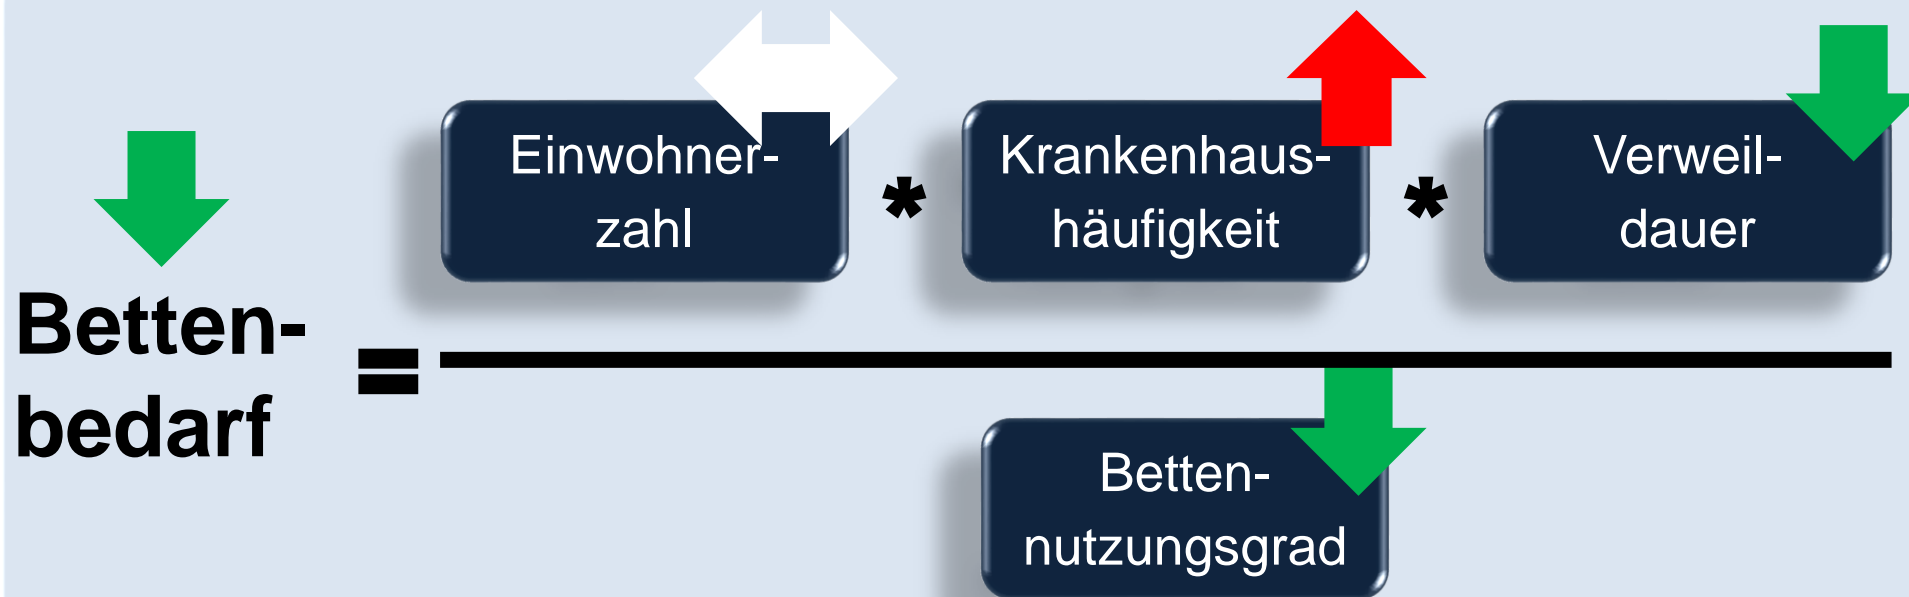 Betten-
bedarf
=
Einwohner-
zahl
*
Krankenhaus-
häufigkeit
*
Verweil-
dauer
Betten-
nutzungsgrad